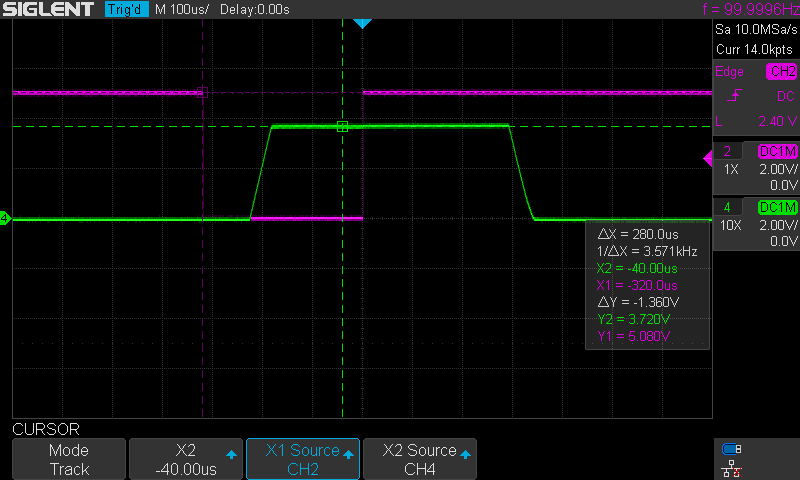 SIGLENT Trig'd M 100us/ Delay:0.00s f = 99.9996Hz
Sa 10.0MSa/s
Curr 14.0kpts
Edge CH2
DC
L 2.40 V
2 DC1M
1X 2.00V/
0.0V
4 DC1M
10X 2.00V/
0.0V
4
ΔX = 280.0us
1/ΔX = 3.571kHz
X2 = -40.00us
X1 = -320.0us
ΔY = -1.360V
Y2 = 3.720V
Y1 = 5.080V
CURSOR
Mode
Track
X2
-40.00us
X1 Source
CH2
X2 Source
CH4